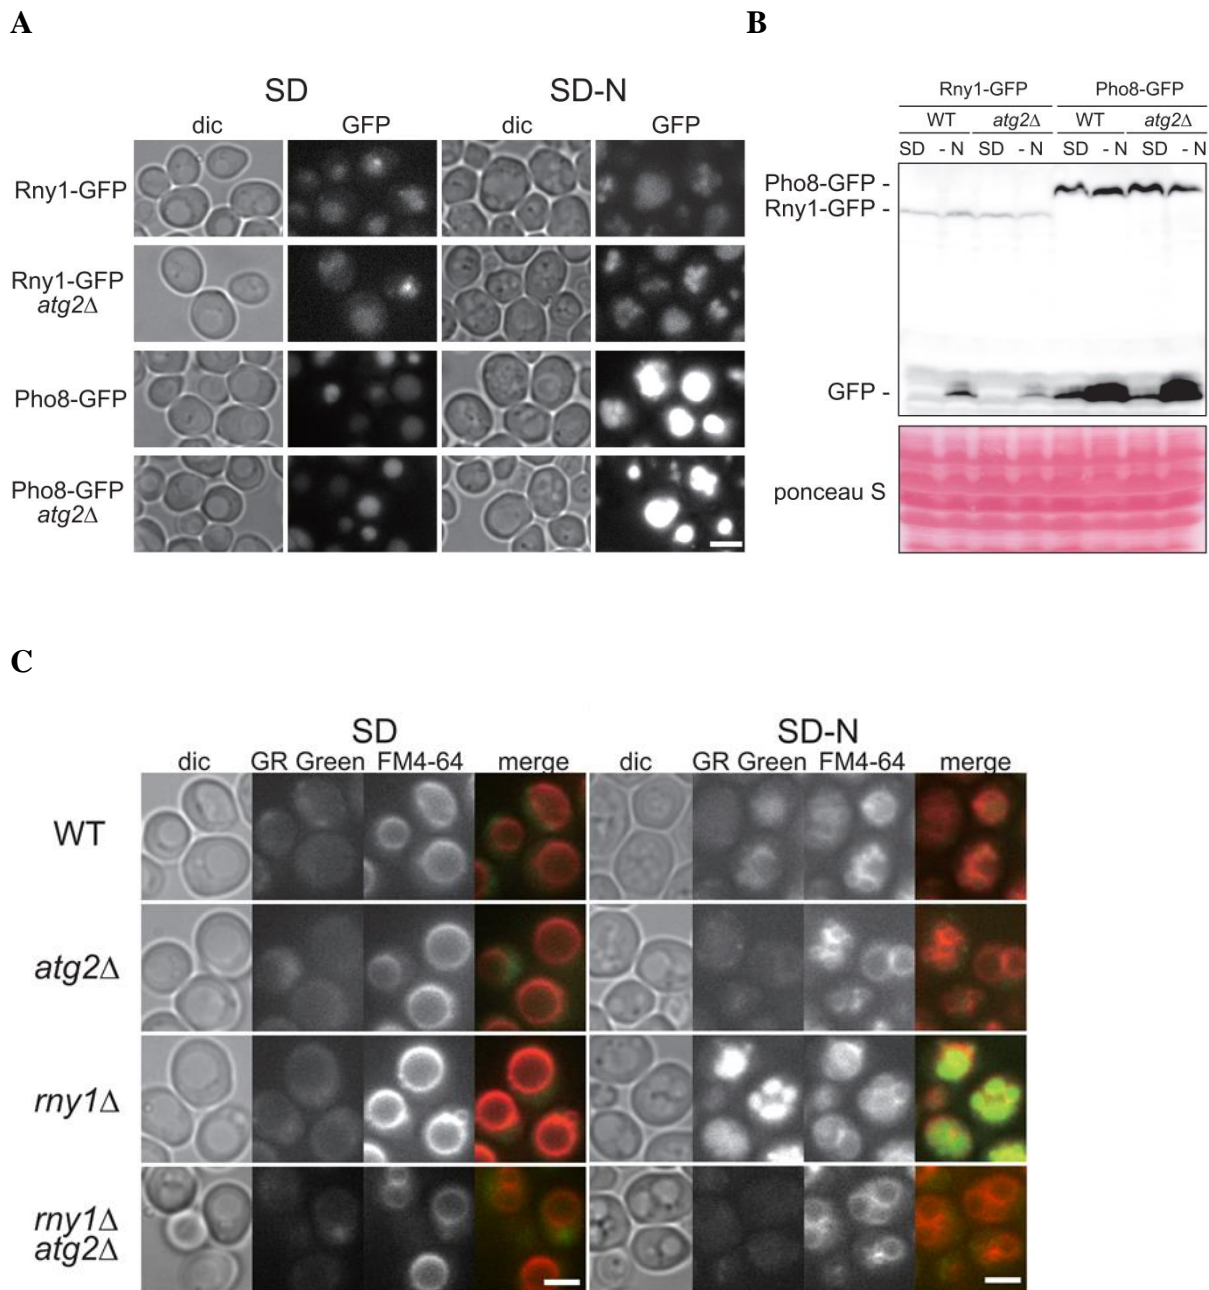 A
SD SD-N
dic GFP dic GFP
Rny1-GFP
Rny1-GFP
atg2Δ
Pho8-GFP
Pho8-GFP
atg2Δ
B
Rny1-GFP Pho8-GFP
WT atg2Δ WT atg2Δ
SD - N SD - N SD - N SD - N
Pho8-GFP -
Rny1-GFP -
GFP -
ponceau S
C
SD SD-N
dic GR Green FM4-64 merge dic GR Green FM4-64 merge
WT
atg2Δ
rny1Δ
rny1Δ
atg2Δ